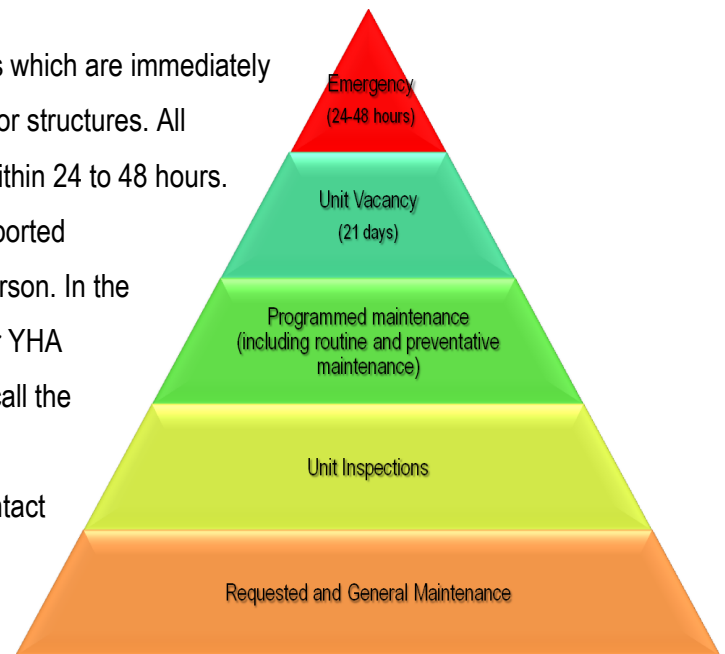 s which are immediately
or structures. All
ithin 24 to 48 hours.
ported
rson. In the
r YHA
call the
ntact
Emergency
(24-48 hours)
Unit Vacancy
(21 days)
Programmed maintenance
(including routine and preventative
maintenance)
Unit Inspections
Requested and General Maintenance